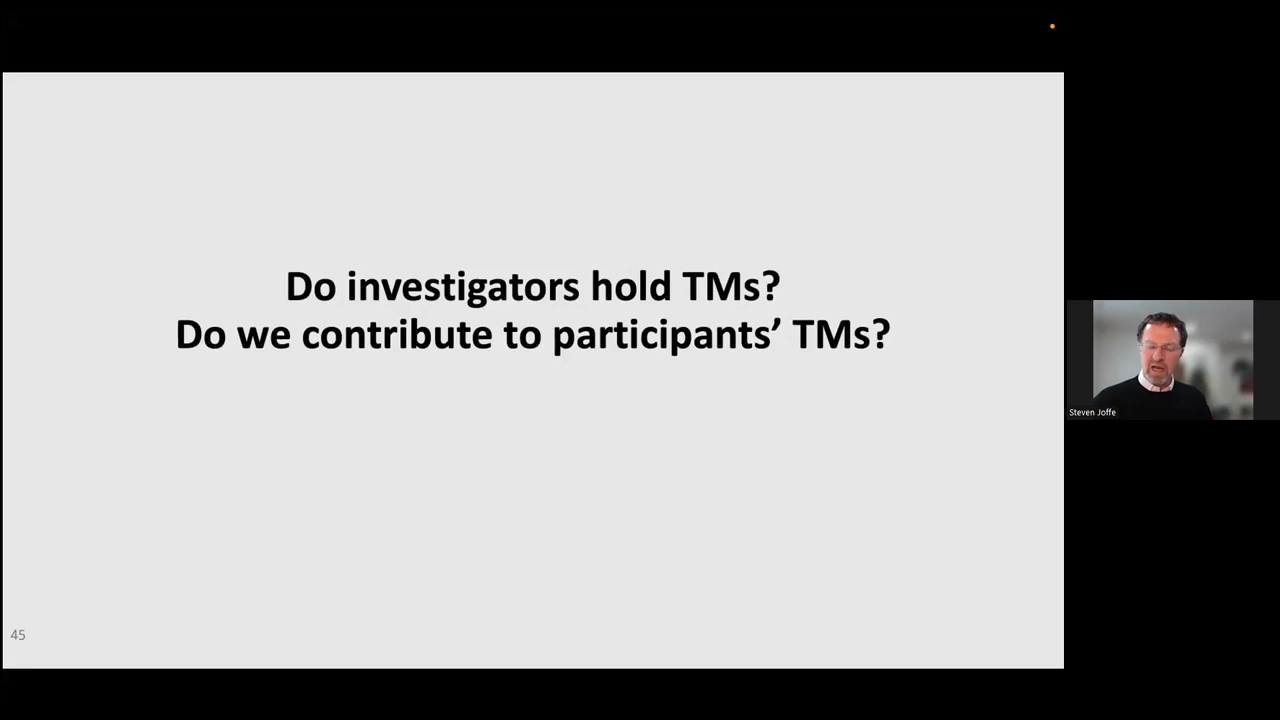 Do investigators hold TMs?
Do we contribute to participants’ TMs?
Steven Joffe
45